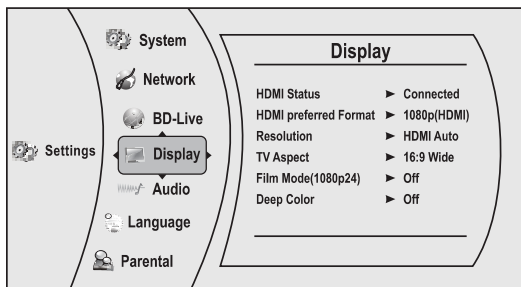 Settings
System
Network
BD-Live
Display
Audio
Language
Parental
Display
HDMI Status ► Connected
HDMI preferred Format ► 1080p(HDMI)
Resolution ► HDMI Auto
TV Aspect ► 16:9 Wide
Film Mode(1080p24) ► Off
Deep Color ► Off